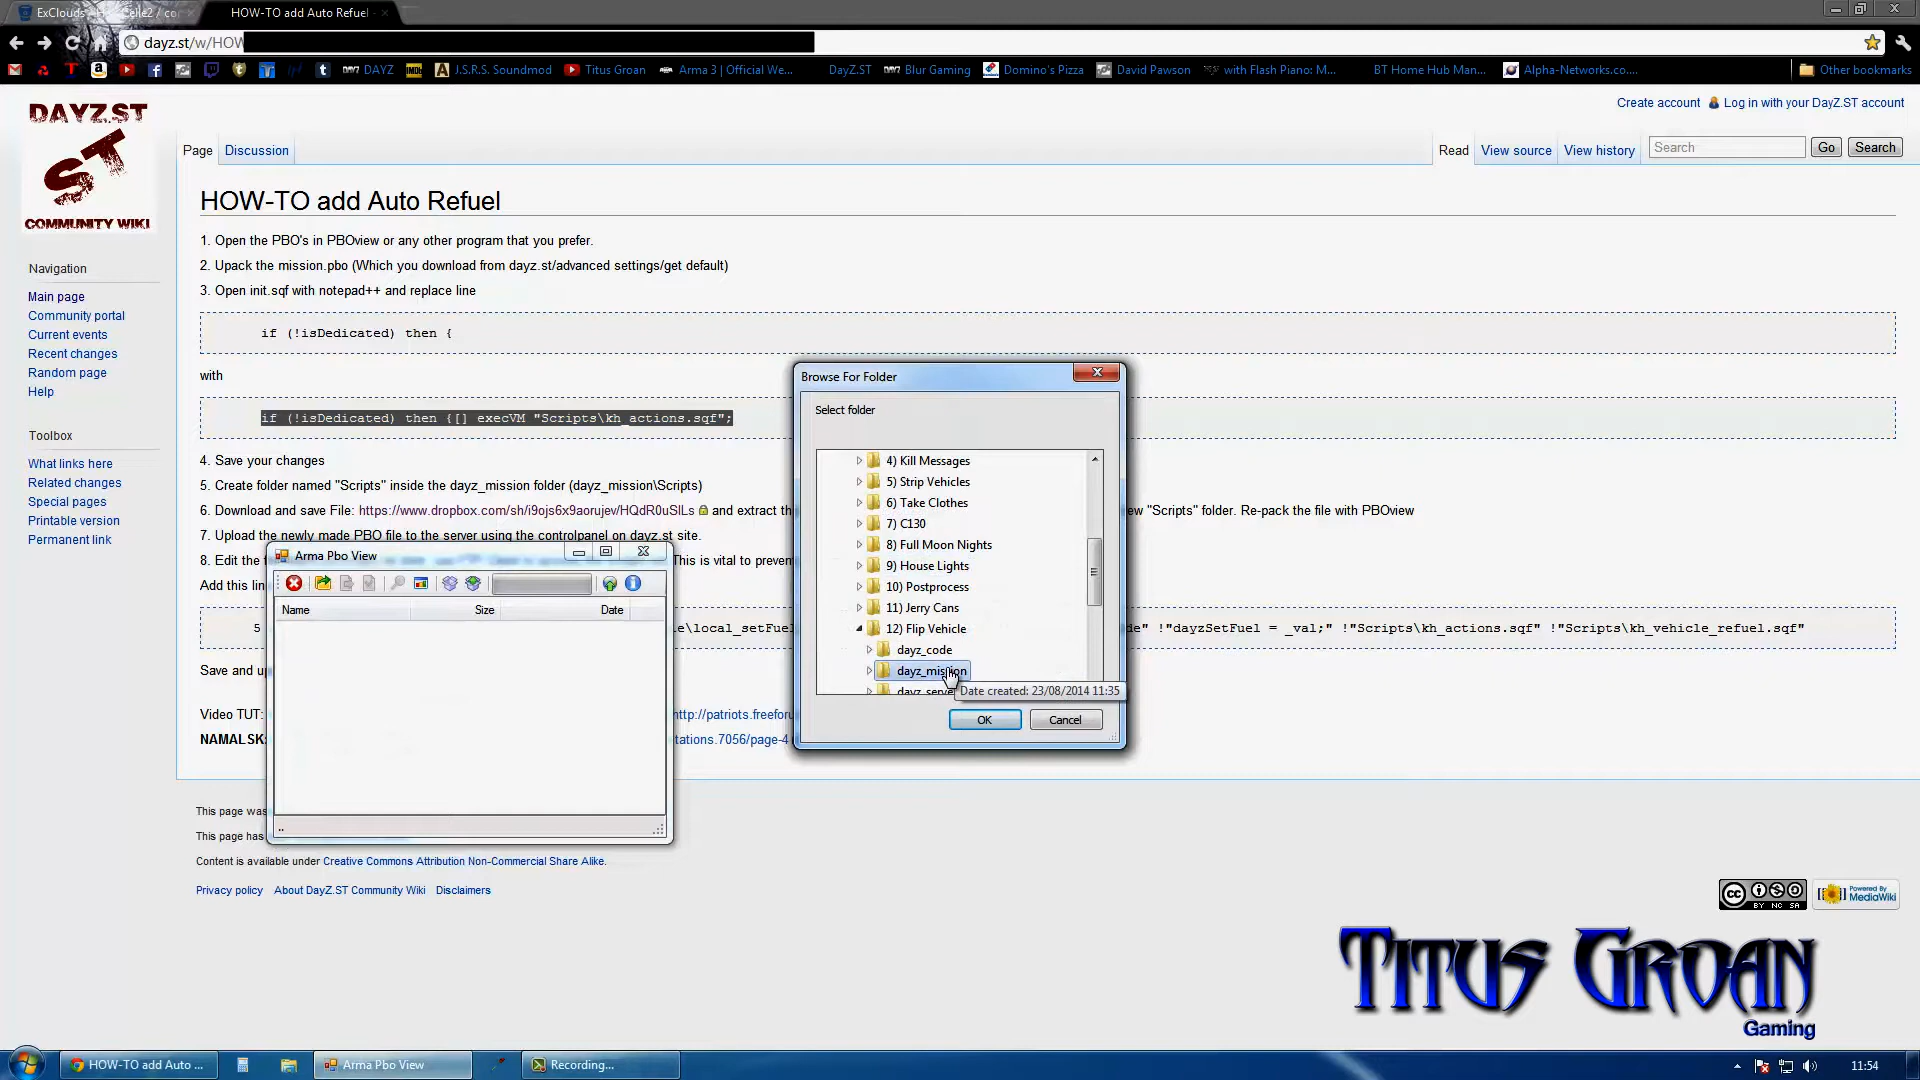 HOW-TO add Auto Refuel
dayz.st/w/HOW
DAYZ
J.S.R.S. Soundmod
Titus Groan
Arma 3 | Official We...
DayZ.ST
DAYZ Blur Gaming
Domino's Pizza
David Pawson
with Flash Piano: M...
BT Home Hub Man...
Alpha-Networks.co....
Other bookmarks
DAYZ.ST
ST
COMMUNITY WIKI
Create account
Log in with your DayZ.ST account
Page
Discussion
Read
View source
View history
Search
Go
Search
HOW-TO add Auto Refuel
1. Open the PBO's in PBOview or any other program that you prefer.
2. Upack the mission.pbo (Which you download from dayz.st/advanced settings/get default)
3. Open init.sqf with notepad++ and replace line
if (!isDedicated) then {
with
if (!isDedicated) then {[] execVM "Scripts\kh_actions.sqf";
4. Save your changes
5. Create folder named "Scripts" inside the dayz_mission folder (dayz_mission\Scripts)
6. Download and save File: https://www.dropbox.com/sh/i9ojs6x9aorujev/HQdR0uSILs and extract the
ew "Scripts" folder. Re-pack the file with PBOview
7. Upload the newly made PBO file to the server using the controlpanel on dayz.st site.
8. Edit the
This is vital to preven
Add this lin
5
e\local_setFuel
de" !"dayzSetFuel = _val;" !"Scripts\kh_actions.sqf" !"Scripts\kh_vehicle_refuel.sqf"
Save and up
Video TUT:
http://patriots.freeforu
NAMALSK:
tations.7056/page-4
Navigation
Main page
Community portal
Current events
Recent changes
Random page
Help
Toolbox
What links here
Related changes
Special pages
Printable version
Permanent link
Arma Pbo View
Name
Size
Date
..
Browse For Folder
Select folder
4) Kill Messages
5) Strip Vehicles
6) Take Clothes
7) C130
8) Full Moon Nights
9) House Lights
10) Postprocess
11) Jerry Cans
12) Flip Vehicle
dayz_code
dayz_mission
dayz_serve
Date created: 23/08/2014 11:35
OK
Cancel
This page was
This page has
Content is available under Creative Commons Attribution Non-Commercial Share Alike.
Privacy policy
About DayZ.ST Community Wiki
Disclaimers
BY NC SA
Powered By
MediaWiki
TITUS GROAN
Gaming
HOW-TO add Auto ...
Arma Pbo View
Recording...
11:54